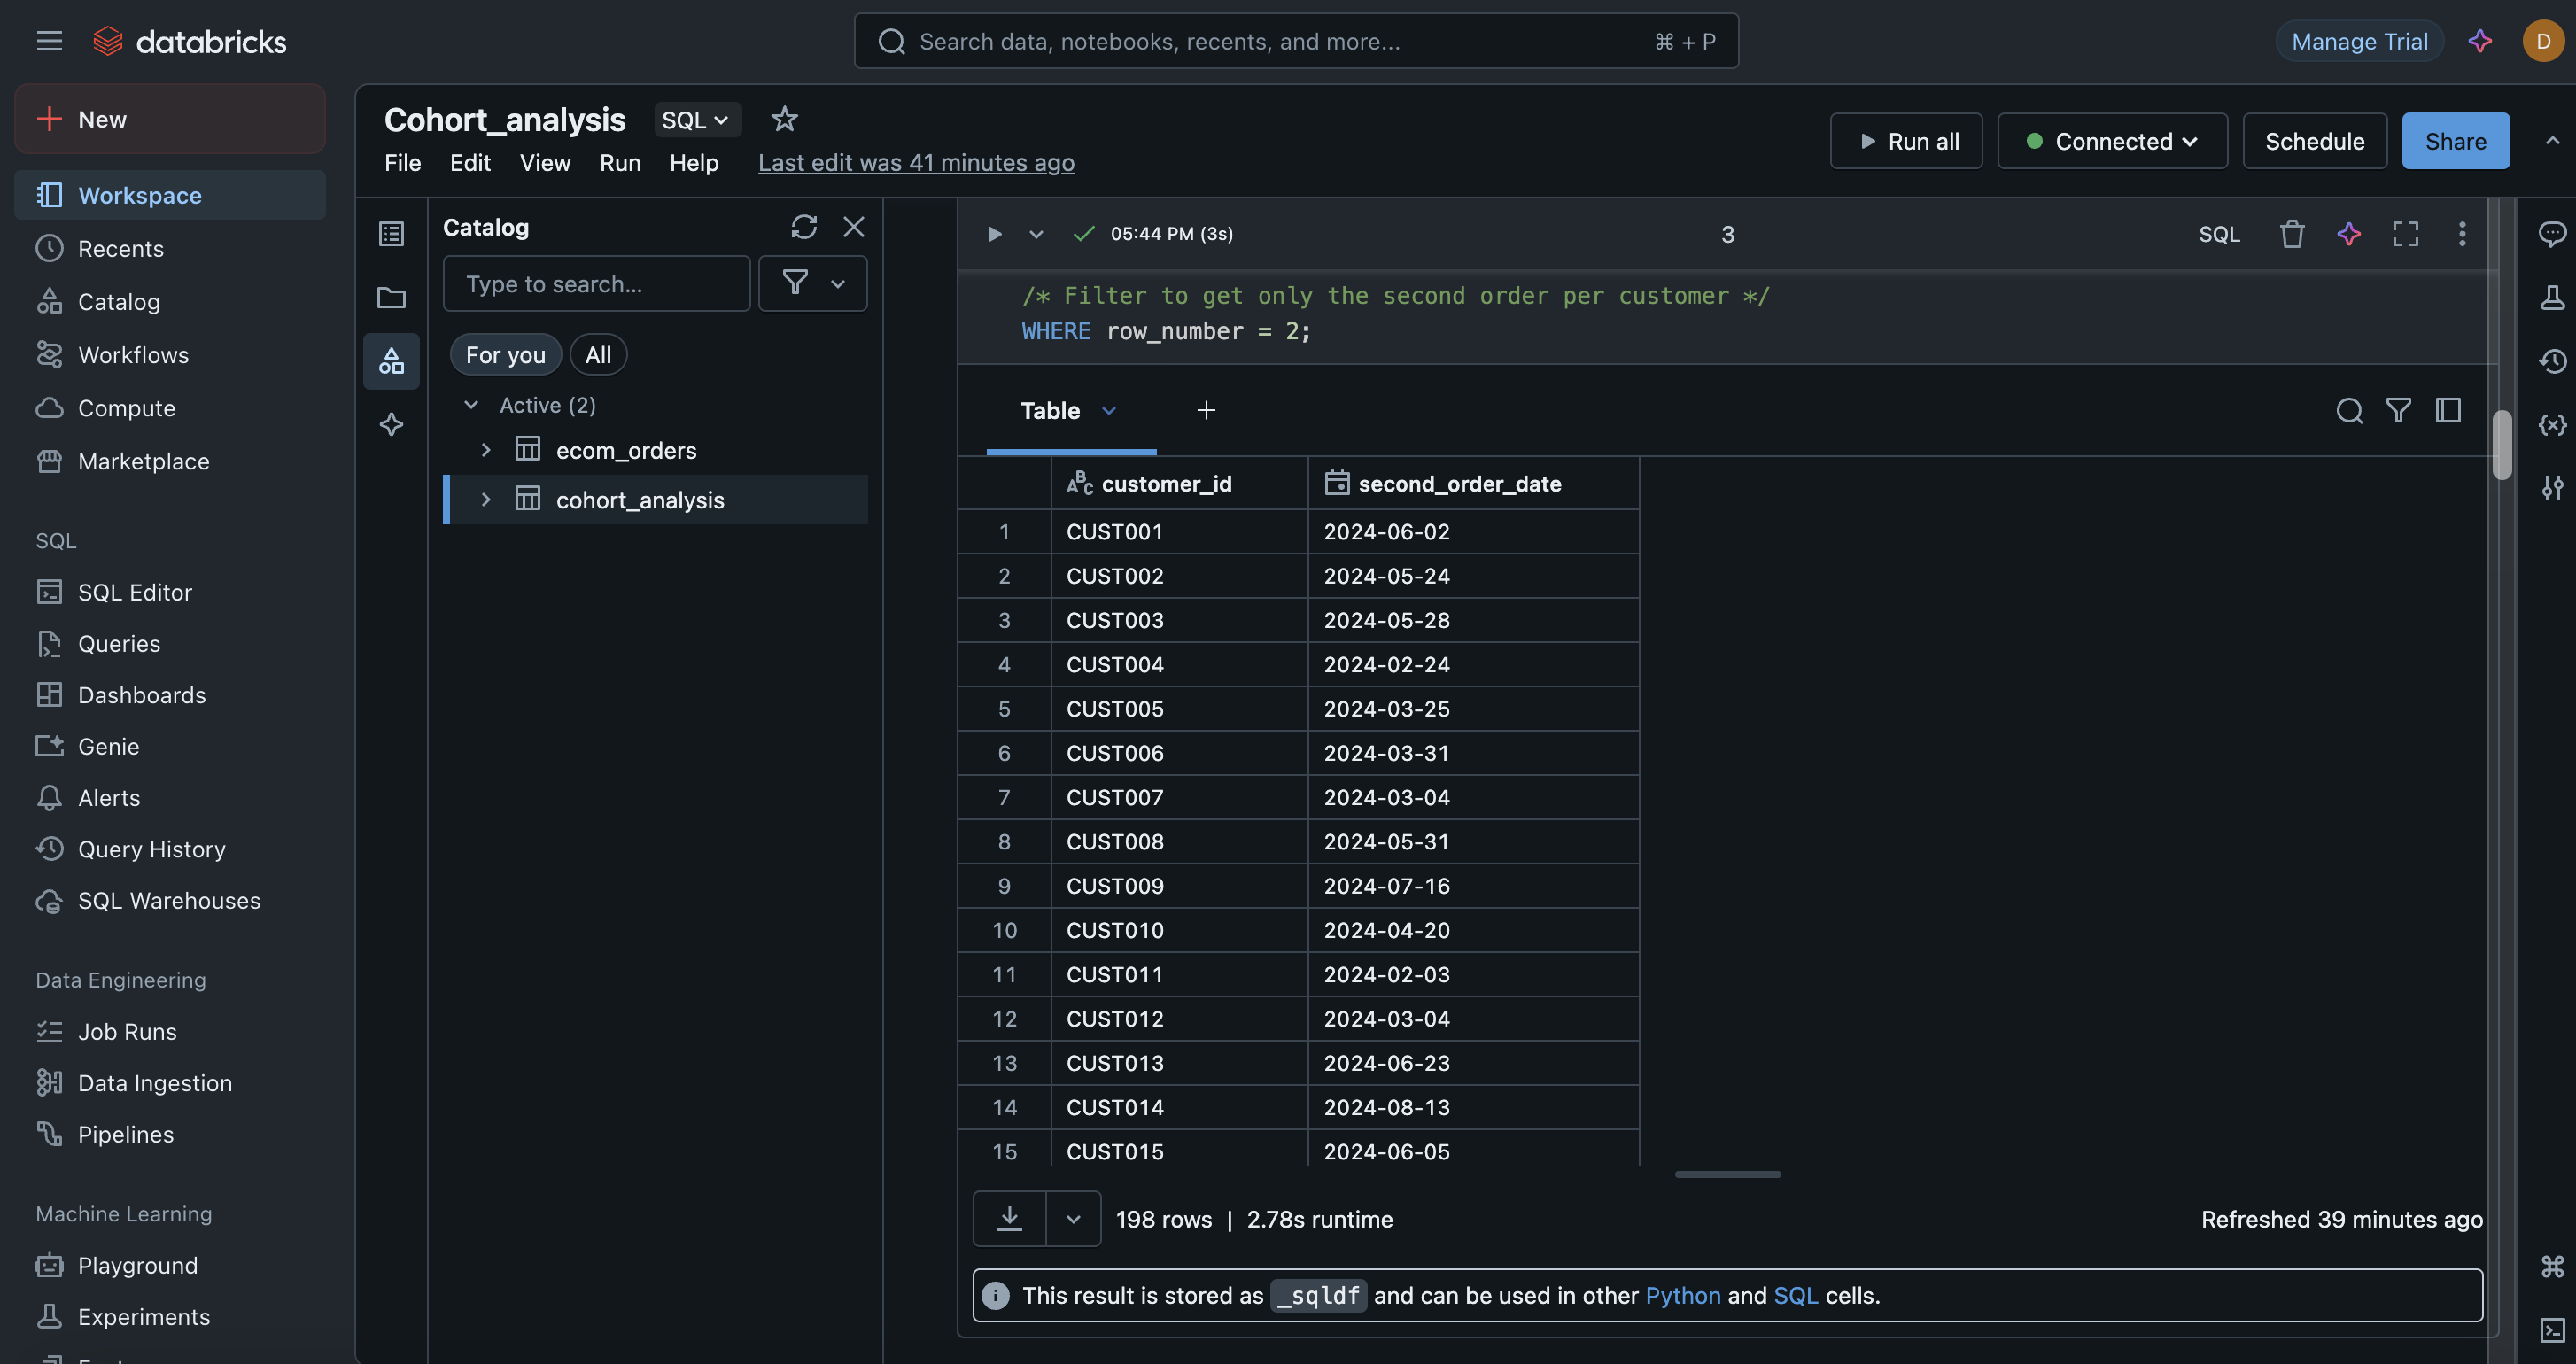 databricks
Search data, notebooks, recents, and more...
⌘ + P
Manage Trial
D
New
Workspace
Recents
Catalog
Workflows
Compute
Marketplace
SQL
SQL Editor
Queries
Dashboards
Genie
Alerts
Query History
SQL Warehouses
Data Engineering
Job Runs
Data Ingestion
Pipelines
Machine Learning
Playground
Experiments
Cohort_analysis
SQL
File Edit View Run Help Last edit was 41 minutes ago
Run all
Connected
Schedule
Share
Catalog
Type to search...
For you
All
Active (2)
ecom_orders
cohort_analysis
05:44 PM (3s)
3
SQL
/* Filter to get only the second order per customer */
WHERE row_number = 2;
Table
+
customer_id second_order_date
1 CUST001 2024-06-02
2 CUST002 2024-05-24
3 CUST003 2024-05-28
4 CUST004 2024-02-24
5 CUST005 2024-03-25
6 CUST006 2024-03-31
7 CUST007 2024-03-04
8 CUST008 2024-05-31
9 CUST009 2024-07-16
10 CUST010 2024-04-20
11 CUST011 2024-02-03
12 CUST012 2024-03-04
13 CUST013 2024-06-23
14 CUST014 2024-08-13
15 CUST015 2024-06-05
198 rows | 2.78s runtime
Refreshed 39 minutes ago
This result is stored as _sqldf and can be used in other Python and SQL cells.